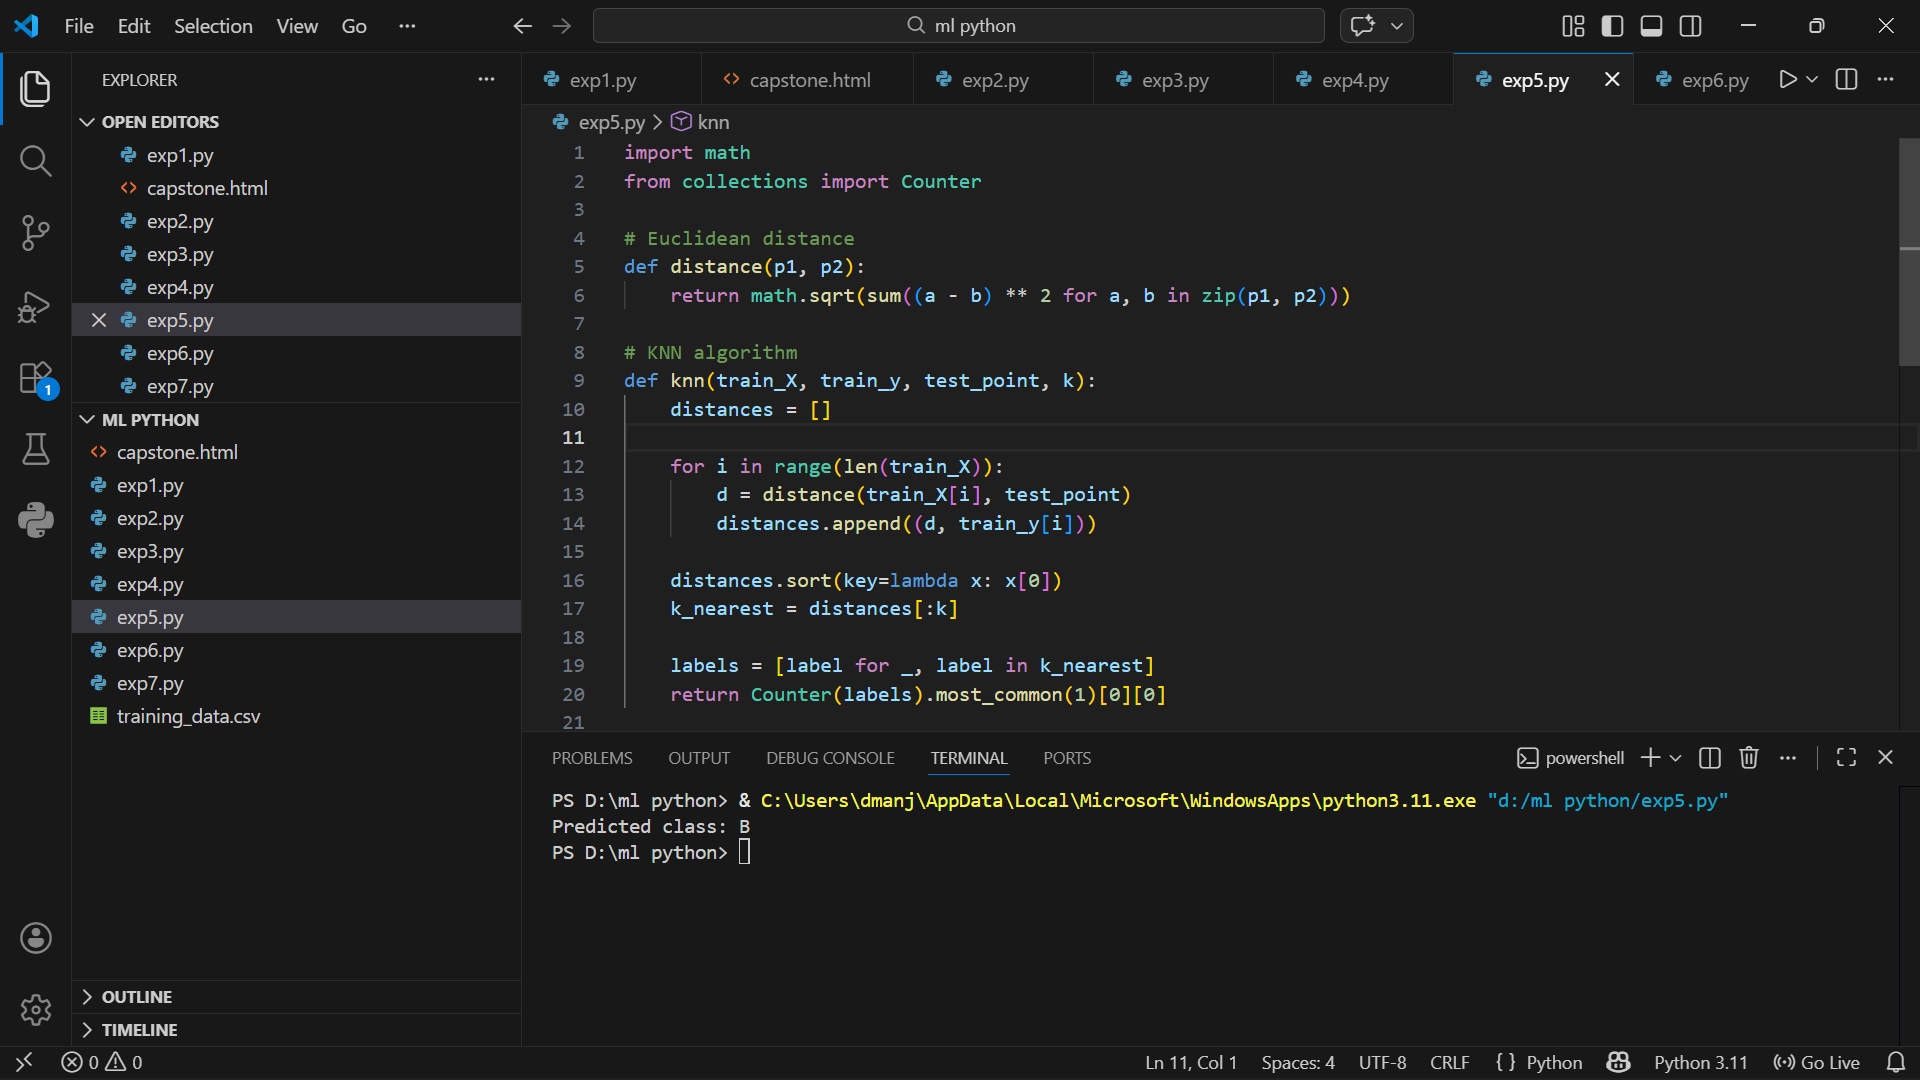 File Edit Selection View Go
ml python
EXPLORER
OPEN EDITORS
exp1.py
capstone.html
exp2.py
exp3.py
exp4.py
exp5.py
exp6.py
exp7.py
ML PYTHON
capstone.html
exp1.py
exp2.py
exp3.py
exp4.py
exp5.py
exp6.py
exp7.py
training_data.csv
OUTLINE
TIMELINE
1
exp1.py capstone.html exp2.py exp3.py exp4.py exp5.py exp6.py
exp5.py > knn
1 import math
2 from collections import Counter
3
4 # Euclidean distance
5 def distance(p1, p2):
6     return math.sqrt(sum((a - b) ** 2 for a, b in zip(p1, p2)))
7
8 # KNN algorithm
9 def knn(train_X, train_y, test_point, k):
10     distances = []
11
12     for i in range(len(train_X)):
13         d = distance(train_X[i], test_point)
14         distances.append((d, train_y[i]))
15
16     distances.sort(key=lambda x: x[0])
17     k_nearest = distances[:k]
18
19     labels = [label for _, label in k_nearest]
20     return Counter(labels).most_common(1)[0][0]
21
PROBLEMS OUTPUT DEBUG CONSOLE TERMINAL PORTS
powershell
PS D:\ml python> & C:\Users\dmanj\AppData\Local\Microsoft\WindowsApps\python3.11.exe "d:/ml python/exp5.py"
Predicted class: B
PS D:\ml python>
0 0
Ln 11, Col 1 Spaces: 4 UTF-8 CRLF { } Python Python 3.11 Go Live